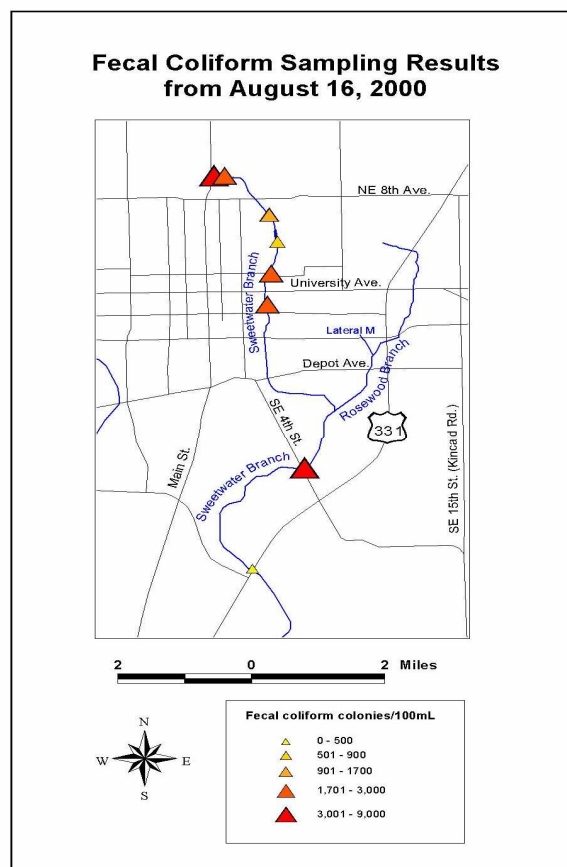 Fecal Coliform Sampling Results
from August 16, 2000
NE 8th Ave.
University Ave.
Sweetwater Branch
Lateral M
Depot Ave.
Rosewood Branch
331
SE 4th St.
SE 15th St. (Kincad Rd.)
Main St.
Sweetwater Branch
2 0 2 Miles
N
W E
S
Fecal coliform colonies/100mL
0 - 500
501 - 900
901 - 1700
1,701 - 3,000
3,001 - 9,000